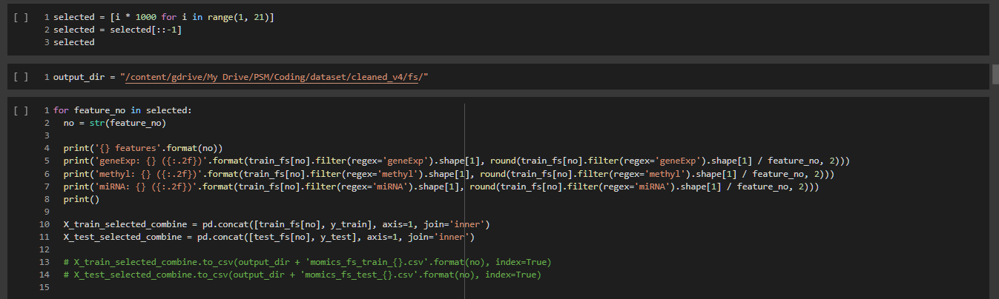 [ ] 1 selected = [i * 1000 for i in range(1, 21)]
2 selected = selected[::-1]
3 selected
[ ] 1 output_dir = "/content/gdrive/My Drive/PSM/Coding/dataset/cleaned_v4/fs/"
[ ] 1 for feature_no in selected:
2 no = str(feature_no)
3
4 print('{} features'.format(no))
5 print('geneExp: {} ({:.2f})'.format(train_fs[no].filter(regex='geneExp').shape[1], round(train_fs[no].filter(regex='geneExp').shape[1] / feature_no, 2)))
6 print('methyl: {} ({:.2f})'.format(train_fs[no].filter(regex='methyl').shape[1], round(train_fs[no].filter(regex='methyl').shape[1] / feature_no, 2)))
7 print('miRNA: {} ({:.2f})'.format(train_fs[no].filter(regex='miRNA').shape[1], round(train_fs[no].filter(regex='miRNA').shape[1] / feature_no, 2)))
8 print()
9
10 X_train_selected_combine = pd.concat([train_fs[no], y_train], axis=1, join='inner')
11 X_test_selected_combine = pd.concat([test_fs[no], y_test], axis=1, join='inner')
12
13 # X_train_selected_combine.to_csv(output_dir + 'momics_fs_train_{}.csv'.format(no), index=True)
14 # X_test_selected_combine.to_csv(output_dir + 'momics_fs_test_{}.csv'.format(no), index=True)
15